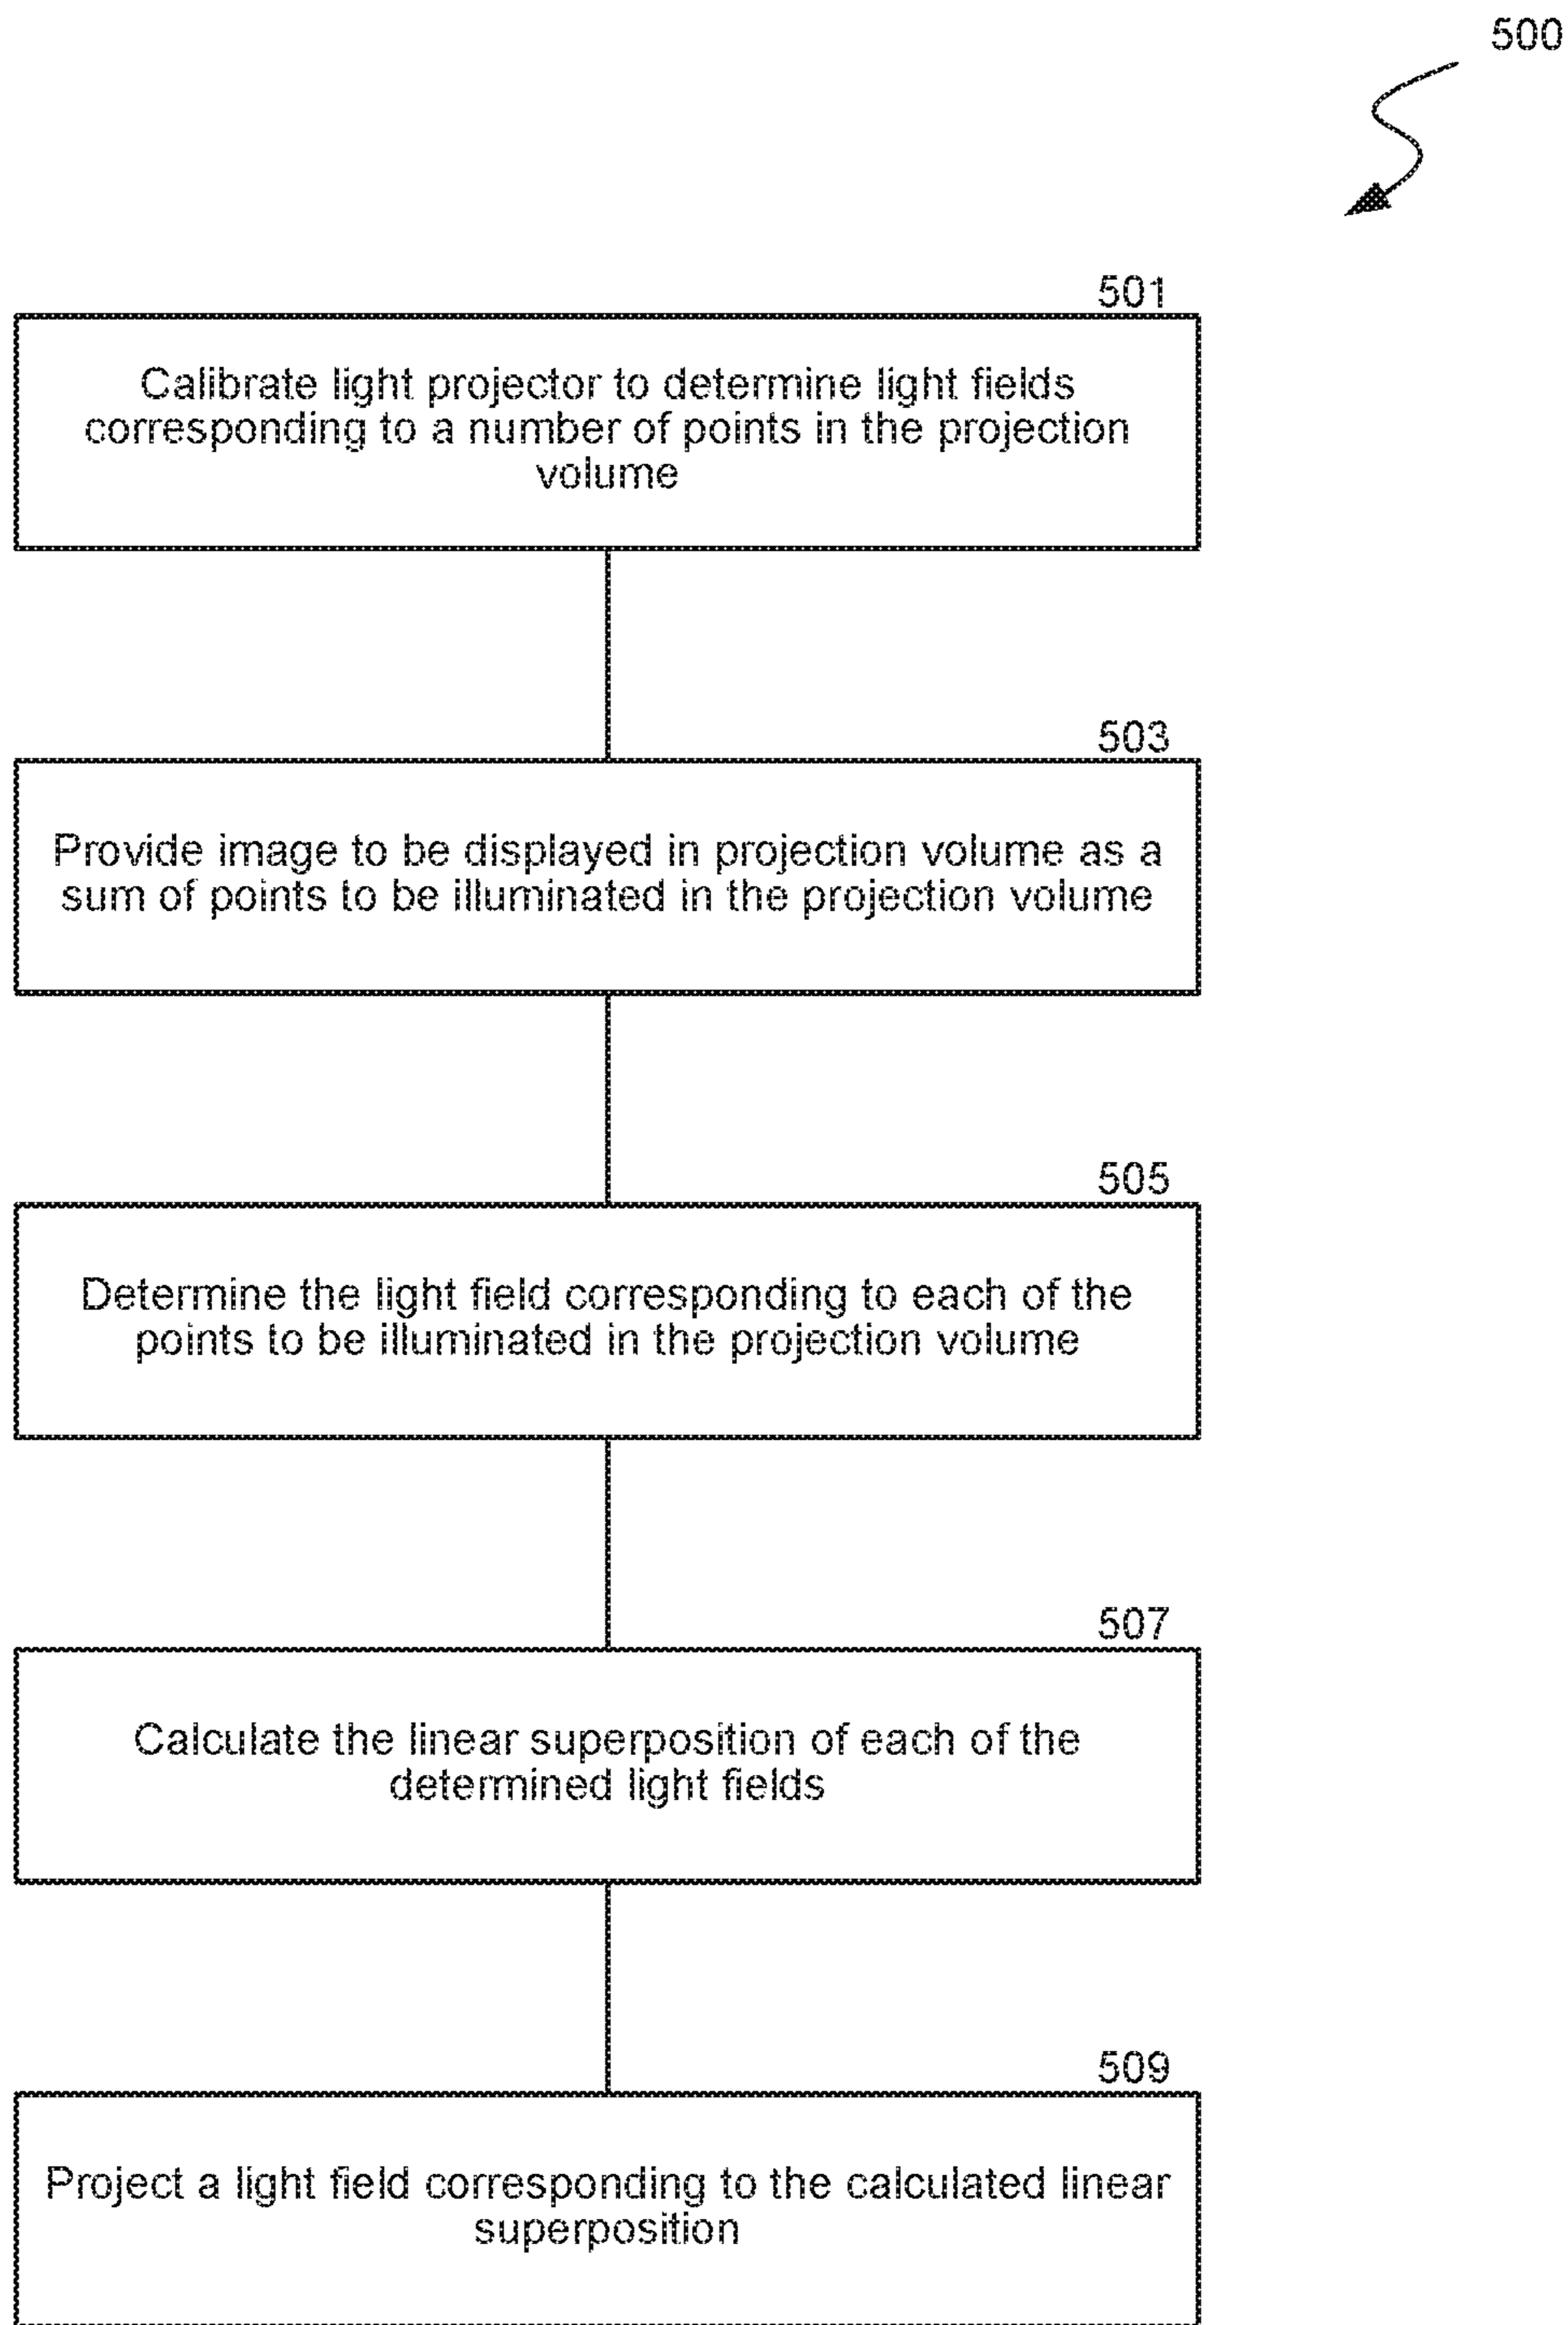 500
501
Calibrate light projector to determine light fields
corresponding to a number of points in the projection
volume
503
Provide image to be displayed in projection volume as a
sum of points to be illuminated in the projection volume
505
Determine the light field corresponding to each of the
points to be illuminated in the projection volume
507
Calculate the linear superposition of each of the
determined light fields
509
Project a light field corresponding to the calculated linear
superposition